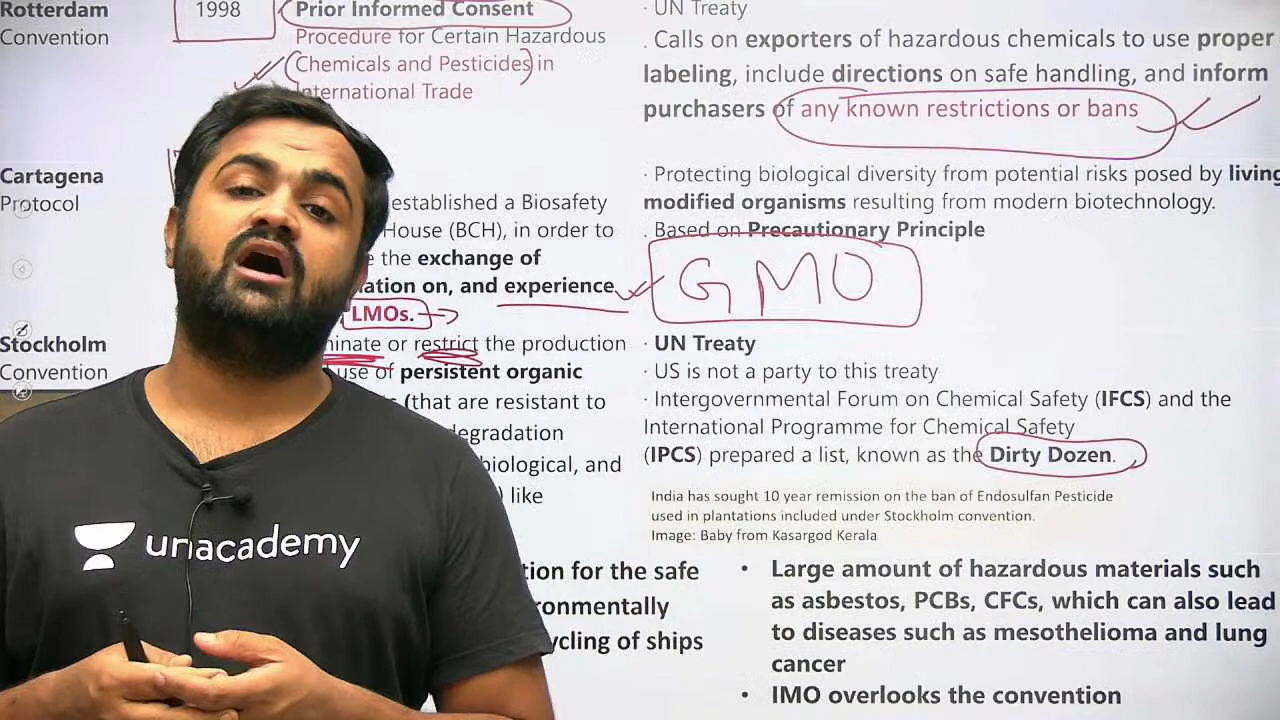 Rotterdam
Convention
1998
Prior Informed Consent
Procedure for Certain Hazardous
Chemicals and Pesticides in
International Trade
· UN Treaty
. Calls on exporters of hazardous chemicals to use proper
labeling, include directions on safe handling, and inform
purchasers of any known restrictions or bans
Cartagena
Protocol
established a Biosafety
House (BCH), in order to
the exchange of
ation on, and experience
LMOs.
· Protecting biological diversity from potential risks posed by living
modified organisms resulting from modern biotechnology.
. Based on Precautionary Principle
GMO
Stockholm
Convention
inate or restrict the production
use of persistent organic
(that are resistant to
degradation
biological, and
) like
· UN Treaty
· US is not a party to this treaty
· Intergovernmental Forum on Chemical Safety (IFCS) and the
International Programme for Chemical Safety
(IPCS) prepared a list, known as the Dirty Dozen.
India has sought 10 year remission on the ban of Endosulfan Pesticide
used in plantations included under Stockholm convention.
Image: Baby from Kasargod Kerala
tion for the safe
ronmentally
ycling of ships
• Large amount of hazardous materials such
as asbestos, PCBs, CFCs, which can also lead
to diseases such as mesothelioma and lung
cancer
• IMO overlooks the convention
unacademy